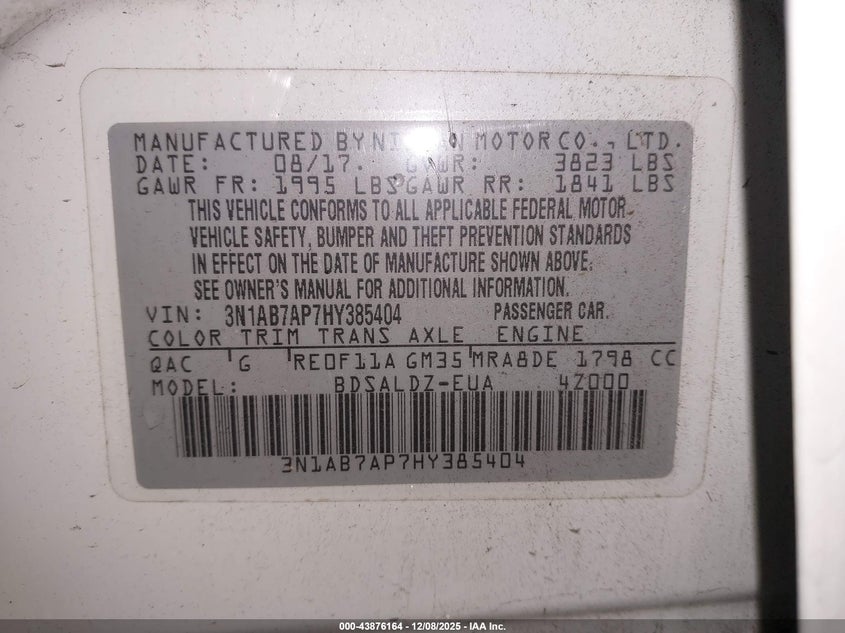 MANUFACTURED BY NISSAN MOTOR CO., LTD.
DATE: 08/17. GVWR: 3823 LBS
GAWR FR: 1995 LBS GAWR RR: 1841 LBS
THIS VEHICLE CONFORMS TO ALL APPLICABLE FEDERAL MOTOR
VEHICLE SAFETY, BUMPER AND THEFT PREVENTION STANDARDS
IN EFFECT ON THE DATE OF MANUFACTURE SHOWN ABOVE.
SEE OWNER'S MANUAL FOR ADDITIONAL INFORMATION.
VIN: 3N1AB7AP7HY385404 PASSENGER CAR.
COLOR TRIM TRANS AXLE ENGINE
QAC G RE0F11A GM35 MRA8DE 1798 CC
MODEL: BDSALDZ-EUA 4Z000
3N1AB7AP7HY385404
000-43876164 - 12/08/2025 - IAA Inc.